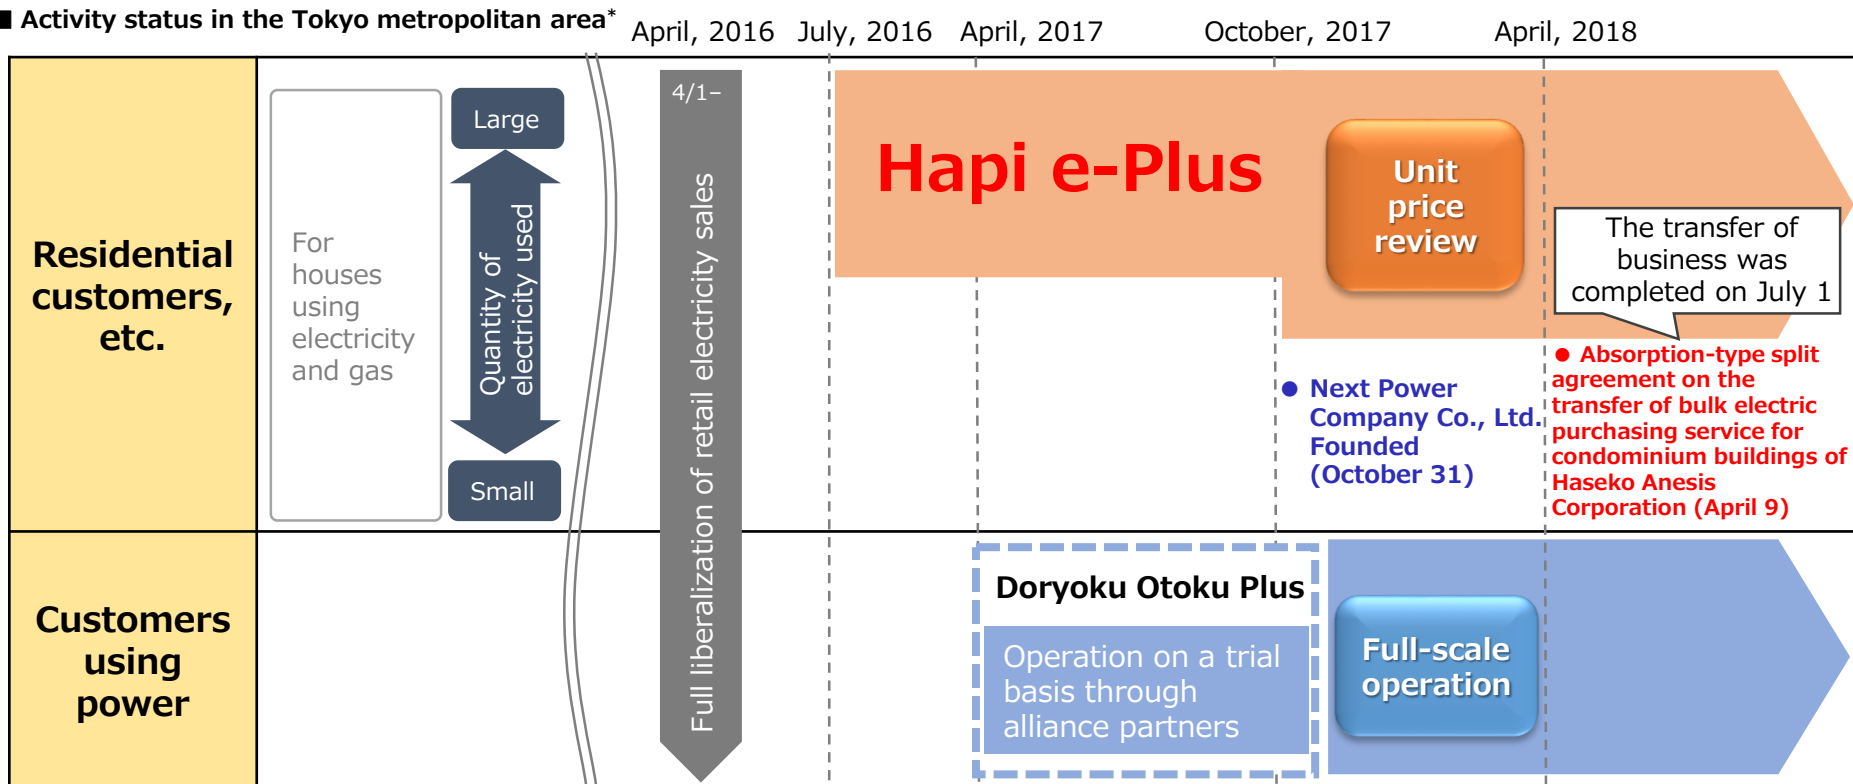 ■ Activity status in the Tokyo metropolitan area*
April, 2016
July, 2016
April, 2017
October, 2017
April, 2018
Residential
customers,
etc.
For
houses
using
electricity
and gas
Large
Quantity of
electricity used
Small
4/1–
Full liberalization of retail electricity sales
Hapi e-Plus
Unit
price
review
The transfer of
business was
completed on July 1
● Next Power
Company Co., Ltd.
Founded
(October 31)
● Absorption-type split
agreement on the
transfer of bulk electric
purchasing service for
condominium buildings of
Haseko Anesis
Corporation (April 9)
Customers
using
power
Doryoku Otoku Plus
Operation on a trial
basis through
alliance partners
Full-scale
operation